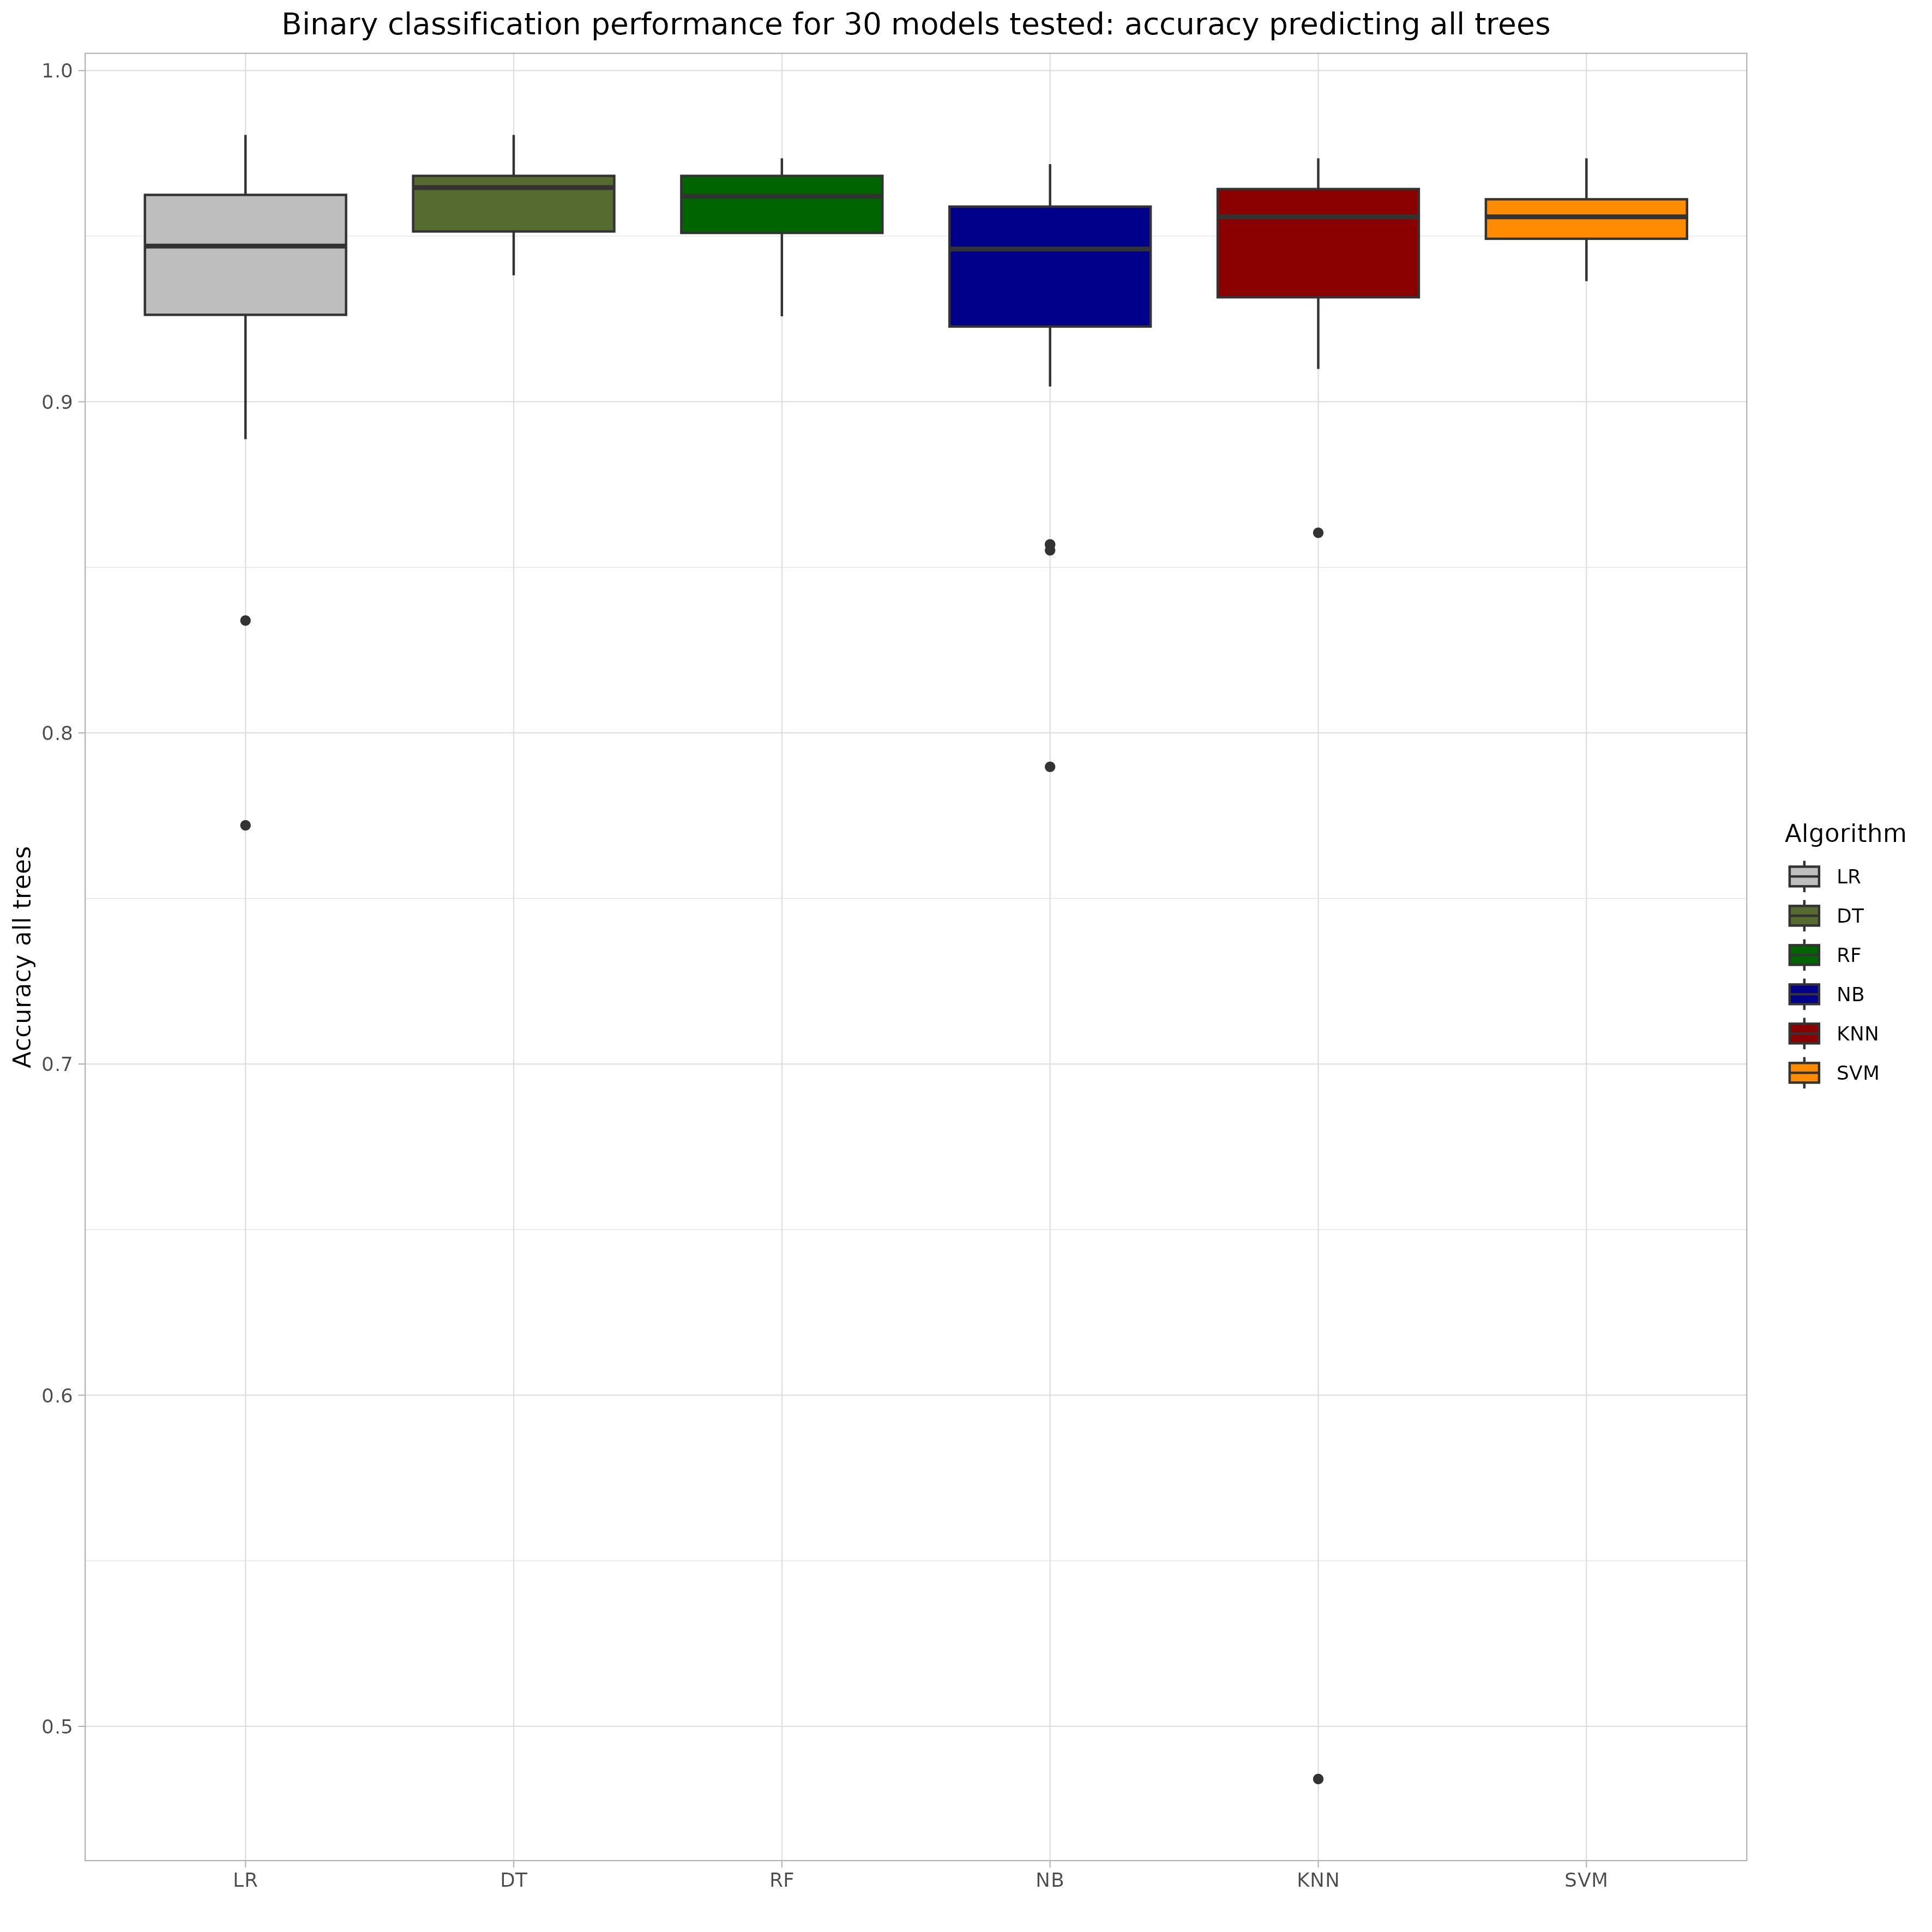 Binary classification performance for 30 models tested: accuracy predicting all trees
1.0
0.9
0.8
0.7
0.6
0.5
Accuracy all trees
LR
DT
RF
NB
KNN
SVM
Algorithm
LR
DT
RF
NB
KNN
SVM